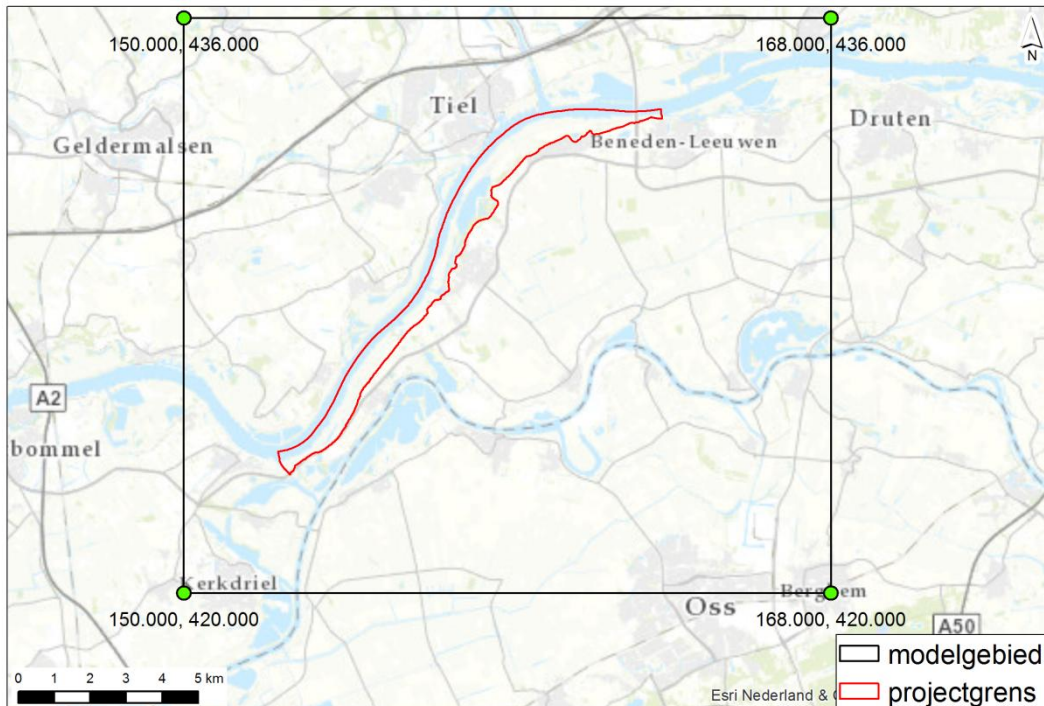 150.000, 436.000
168.000, 436.000
N
Tiel
Druten
Geldermalsen
Beneden-Leeuwen
A2
bommel
Kerkdriel
Oss
150.000, 420.000
168.000, 420.000
A50
0 1 2 3 4 5 km
Esri Nederland &
modelgebied
projectgrens